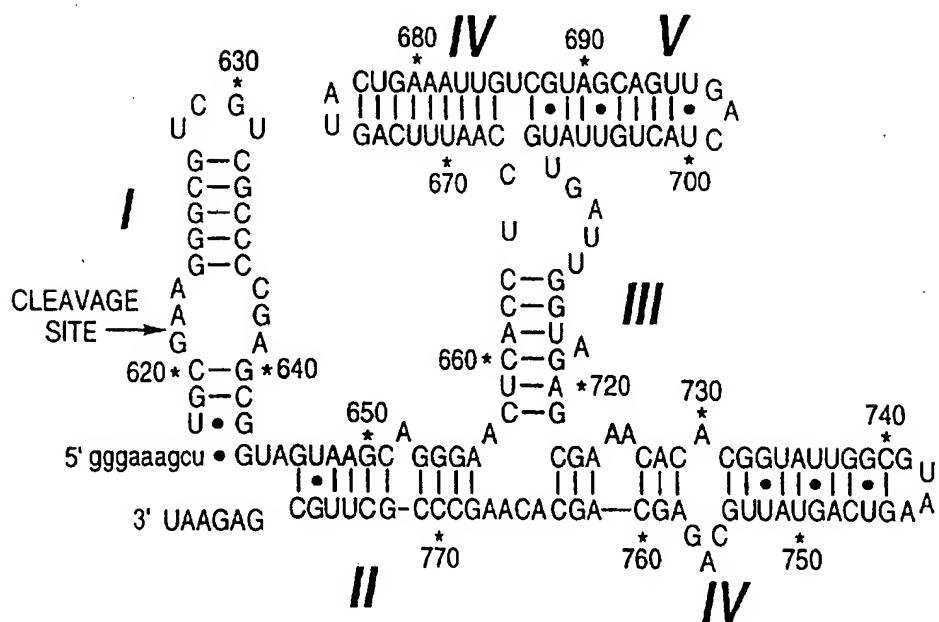 680 IV 690 V
630 * *
* CUGAAAUUGUCGUAGCAGUU G
C G A A
U U U GACUUUAAC GUAUUGUCAU C
G–C * C U * 
I C–G 670 G 700
G–C A
G–C U U
G–C U U
G–C C–G
A C C–G III
CLEAVAGE A G C–G
SITE A–U A
G A 660 * C–G
620 * C–G * 640 U–A * 720
G–C C–G
U • G 650 730 740
* A A AA * *
5' gggaaagcu • GUAGUAAGC GGGA CGA CAC A CGGUAUUGGCG U
3' UAAGAG CGUUCG–CCCGAACACGA–CGA GUUAUGACUGA A
* G C *
770 760 A 750
II IV